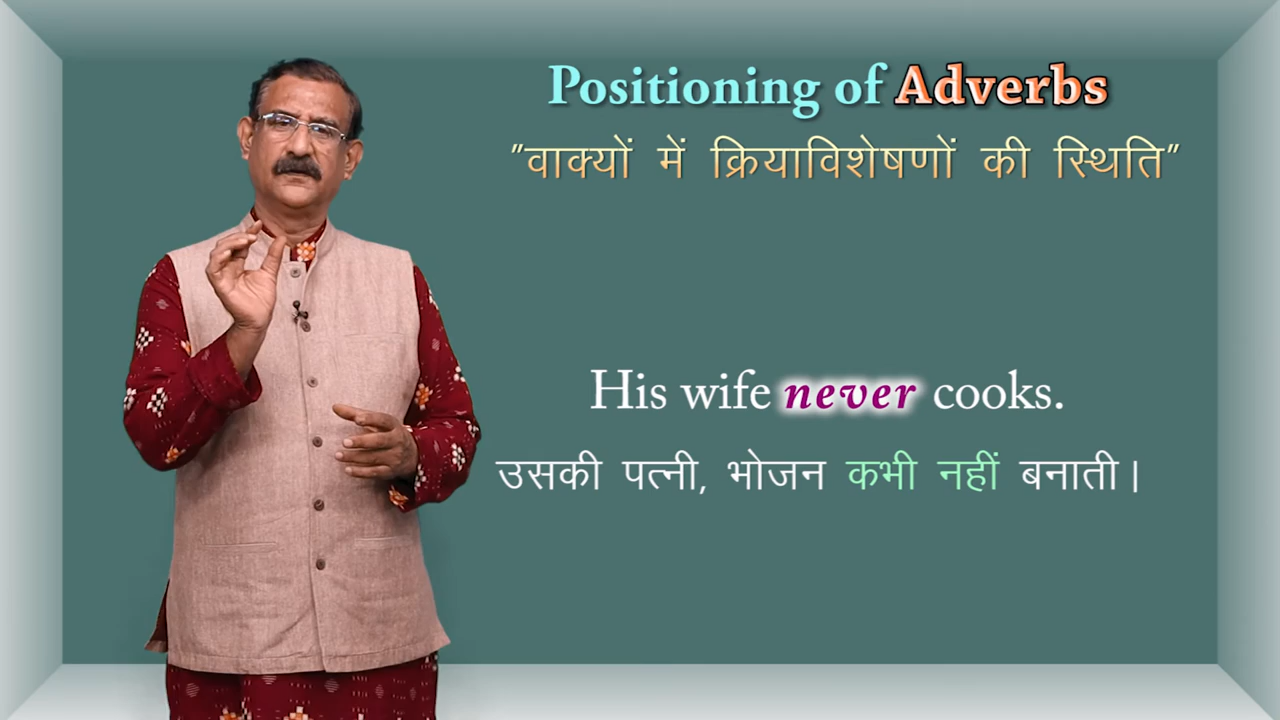 Positioning of Adverbs
"वाक्यों में क्रियाविशेषणों की स्थिति"
His wife never cooks.
उसकी पत्नी, भोजन कभी नहीं बनाती।